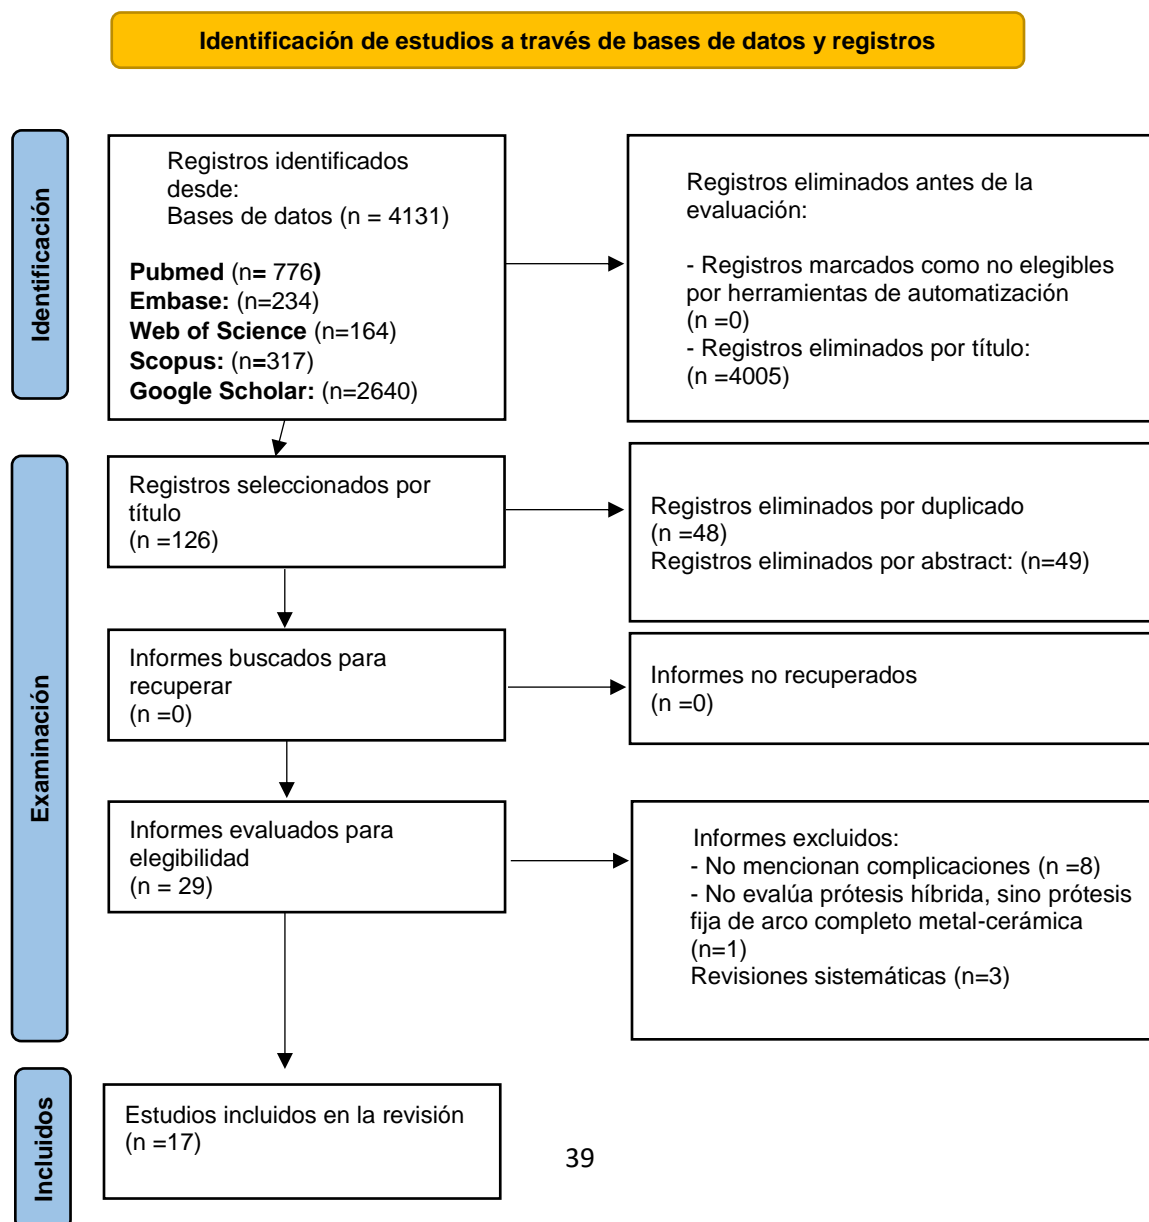 Identificación de estudios a través de bases de datos y registros
Identificación
Registros identificados
desde:
Bases de datos (n = 4131)
Pubmed (n= 776)
Embase: (n=234)
Web of Science (n=164)
Scopus: (n=317)
Google Scholar: (n=2640)
Registros eliminados antes de la
evaluación:
- Registros marcados como no elegibles
por herramientas de automatización
(n =0)
- Registros eliminados por título:
(n =4005)
Examinación
Registros seleccionados por
título
(n =126)
Registros eliminados por duplicado
(n =48)
Registros eliminados por abstract: (n=49)
Informes buscados para
recuperar
(n =0)
Informes no recuperados
(n =0)
Informes evaluados para
elegibilidad
(n = 29)
Informes excluidos:
- No mencionan complicaciones (n =8)
- No evalúa prótesis híbrida, sino prótesis
fija de arco completo metal-cerámica
(n=1)
Revisiones sistemáticas (n=3)
Incluidos
Estudios incluidos en la revisión
(n =17)
39